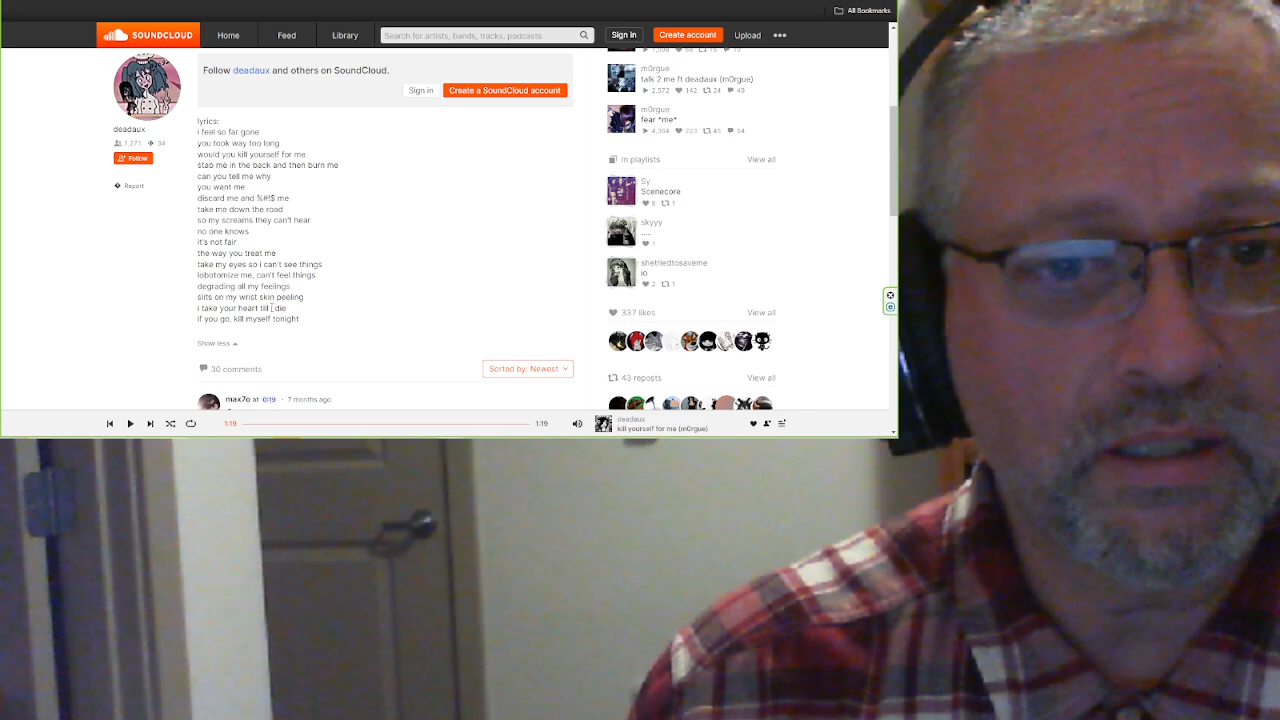 All Bookmarks
SOUNDCLOUD
Home
Feed
Library
Search for artists, bands, tracks, podcasts
Sign in
Create account
Upload
deadaux
1,271
34
Follow
Report
Follow deadaux and others on SoundCloud.
Sign in
Create a SoundCloud account
lyrics:
i feel so far gone
you took way too long
would you kill yourself for me
stab me in the back and then burn me
can you tell me why
you want me
discard me and %#!$ me
take me down the road
so my screams they can't hear
no one knows
it's not fair
the way you treat me
take my eyes so i can't see things
lobotomize me, can't feel things
degrading all my feelings
slits on my wrist skin peeling
i take your heart till i die
if you go, kill myself tonight
Show less
30 comments
Sorted by: Newest
max7o at 0:19 · 7 months ago
m0rgue
talk 2 me ft deadaux (m0rgue)
2,572 142 24 49
m0rgue
fear *me*
4,364 223 45 54
In playlists
View all
Sy
Scenecore
8 1
skyyy
.....
1
shetriedtosaveme
io
2 1
337 likes
View all
43 reposts
View all
1:19
1:19
deadaux
kill yourself for me (m0rgue)